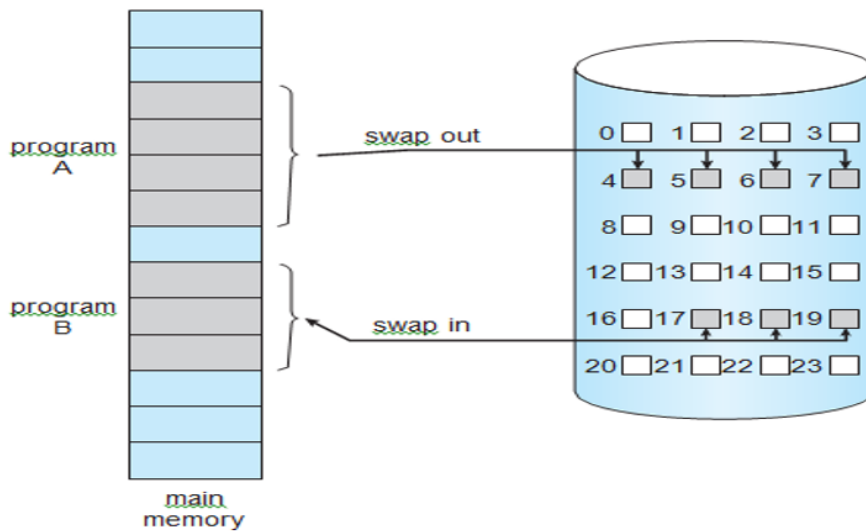 program
A
swap out
0 1 2 3
4 5 6 7
8 9 10 11
program
B
swap in
12 13 14 15
16 17 18 19
20 21 22 23
main
memory